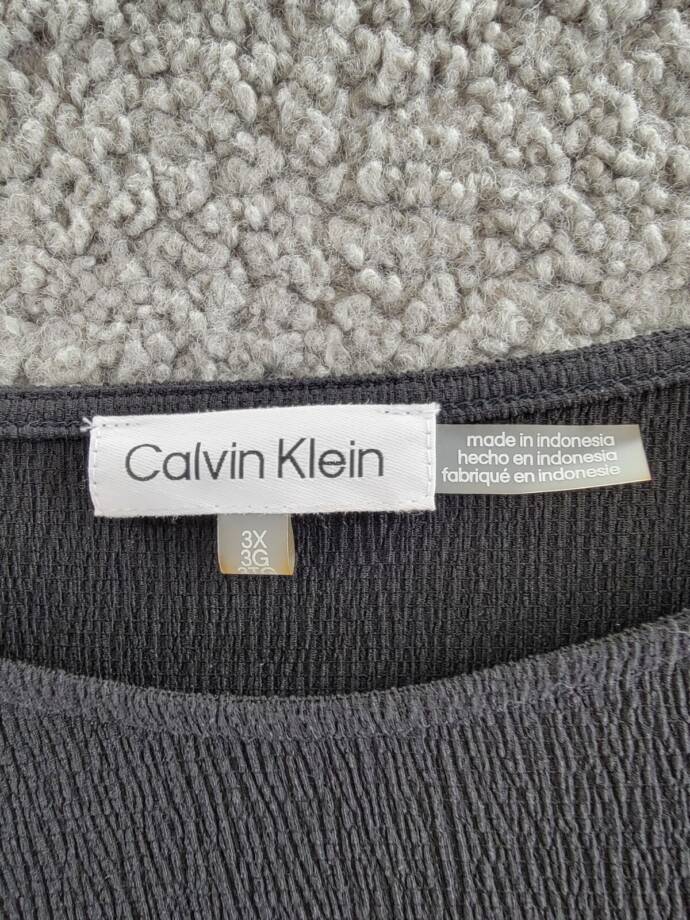 Calvin Klein
made in indonesia
hecho en indonesia
fabriqué en indonesie
3X
3G